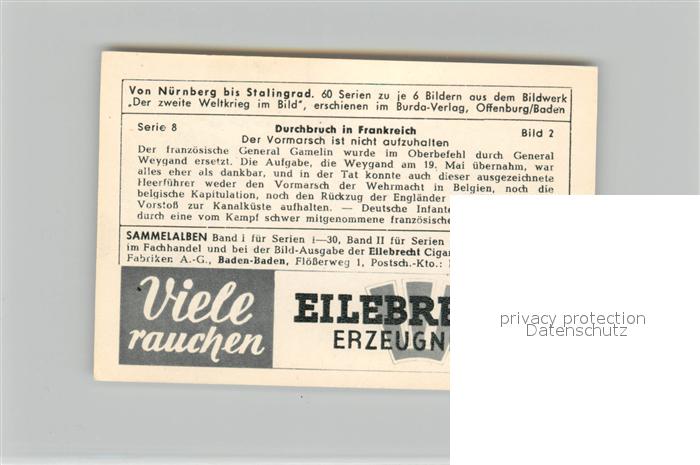 Von Nürnberg bis Stalingrad. 60 Serien zu je 6 Bildern aus dem Bildwerk
„Der zweite Weltkrieg im Bild", erschienen im Burda-Verlag, Offenburg/Baden
Serie 8 Durchbruch in Frankreich Bild 2
Der Vormarsch ist nicht aufzuhalten
Der französische General Gamelin wurde im Oberbefehl durch General
Weygand ersetzt. Die Aufgabe, die Weygand am 19. Mai übernahm, war
alles eher als dankbar, und in der Tat konnte auch dieser ausgezeichnete
Heerführer weder den Vormarsch der Wehrmacht in Belgien, noch die
belgische Kapitulation, noch den Rückzug der Engländer
Vorstoß zur Kanalküste aufhalten. — Deutsche Infante
durch eine vom Kampf schwer mitgenommene französische
SAMMELALBEN Band I für Serien 1—30, Band II für Serien
im Fachhandel und bei der Bild-Ausgabe der Eilebrecht Cigar
Fabriken A.-G., Baden-Baden, Flößerweg 1, Postsch.-Kto.:
Viele
rauchen
EILEBRE
ERZEUGN
privacy protection
Datenschutz